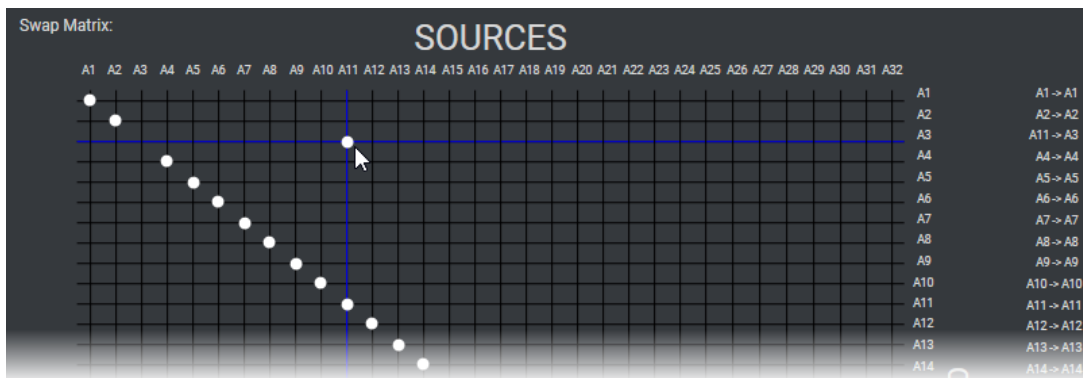 Swap Matrix:
SOURCES
A1 A2 A3 A4 A5 A6 A7 A8 A9 A10 A11 A12 A13 A14 A15 A16 A17 A18 A19 A20 A21 A22 A23 A24 A25 A26 A27 A28 A29 A30 A31 A32
A1 A1 -> A1
A2 A2 -> A2
A3 A11 -> A3
A4 A4 -> A4
A5 A5 -> A5
A6 A6 -> A6
A7 A7 -> A7
A8 A8 -> A8
A9 A9 -> A9
A10 A10 -> A10
A11 A11 -> A11
A12 A12 -> A12
A13 A13 -> A13
A14 A14 -> A14